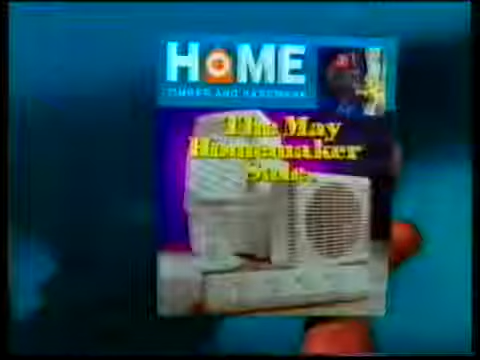 HOME
TIMBER AND HARDWARE
The May
Homemaker
Sale.